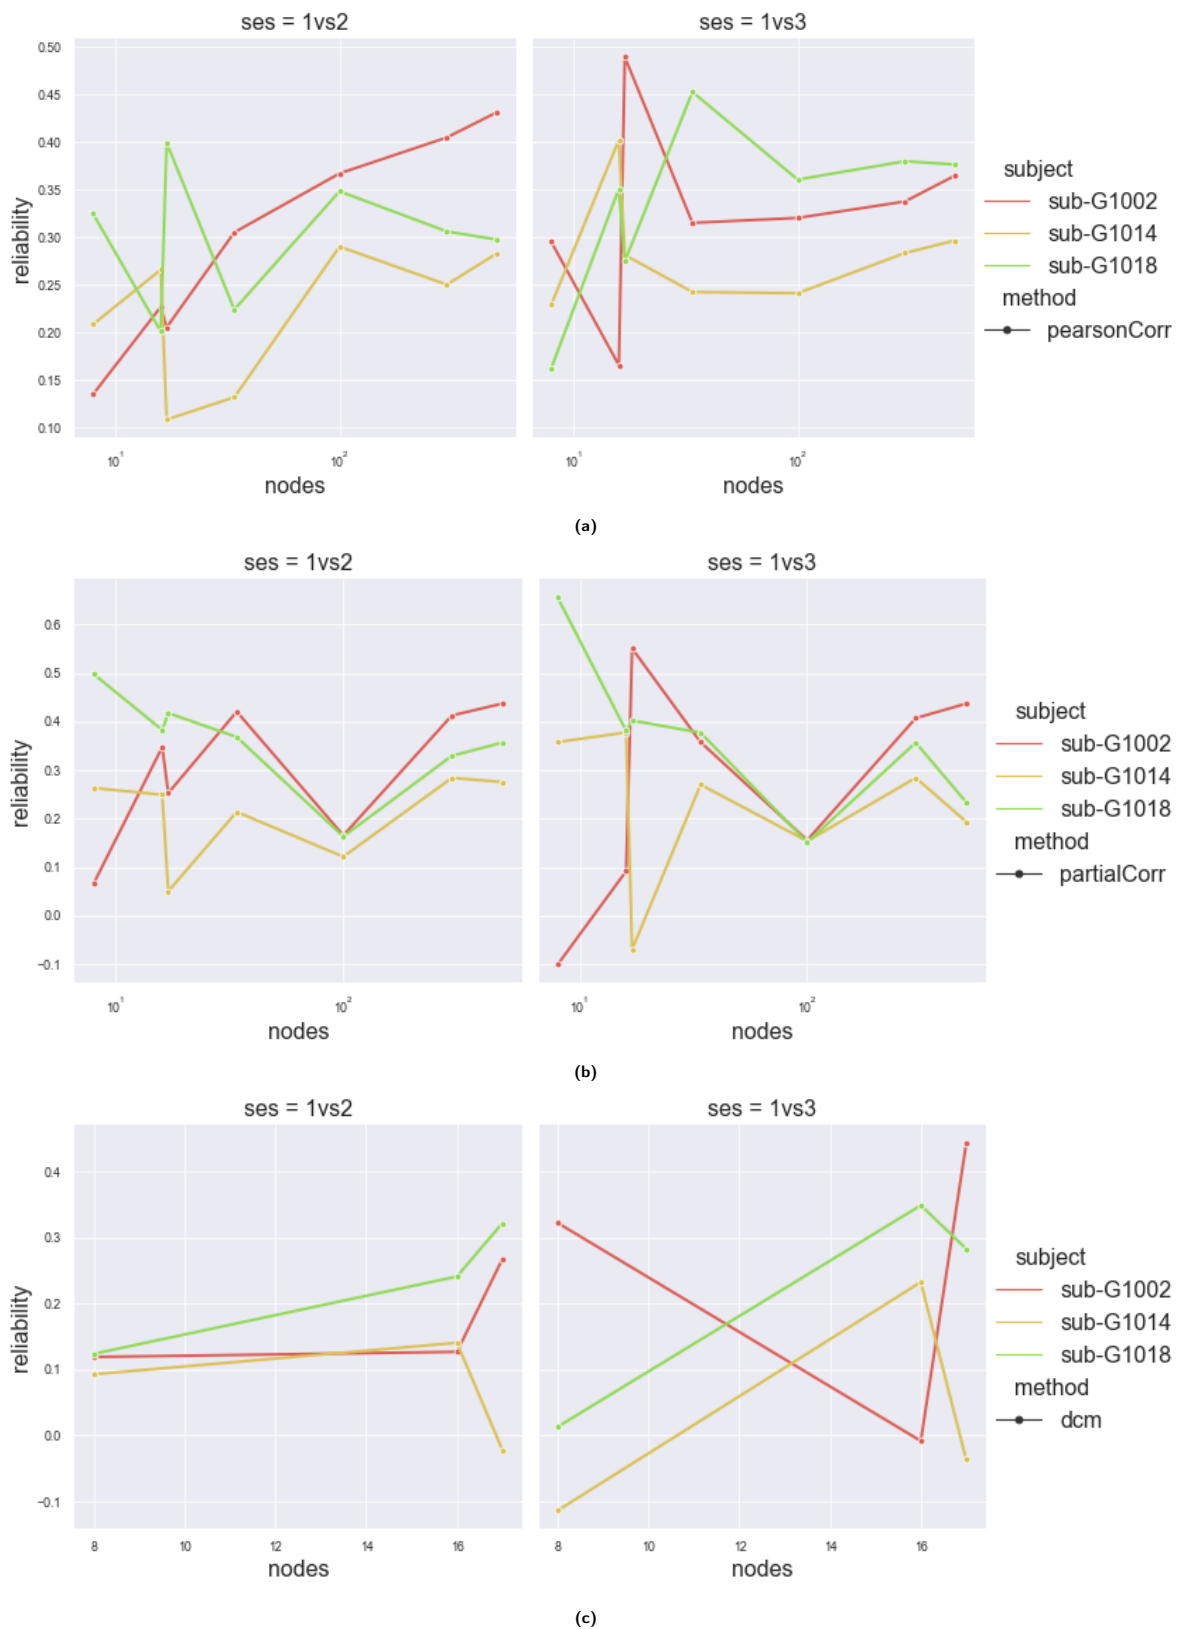 ses = 1vs2
ses = 1vs3
0.50
0.45
0.40
0.35
0.30
0.25
0.20
0.15
0.10
reliability
10¹
10²
10¹
10²
nodes
nodes
subject
sub-G1002
sub-G1014
sub-G1018
method
pearsonCorr
(a)
ses = 1vs2
ses = 1vs3
0.6
0.5
0.4
0.3
0.2
0.1
0.0
−0.1
reliability
10¹
10²
10¹
10²
nodes
nodes
subject
sub-G1002
sub-G1014
sub-G1018
method
partialCorr
(b)
ses = 1vs2
ses = 1vs3
0.4
0.3
0.2
0.1
0.0
−0.1
reliability
8 10 12 14 16
8 10 12 14 16
nodes
nodes
subject
sub-G1002
sub-G1014
sub-G1018
method
dcm
(c)